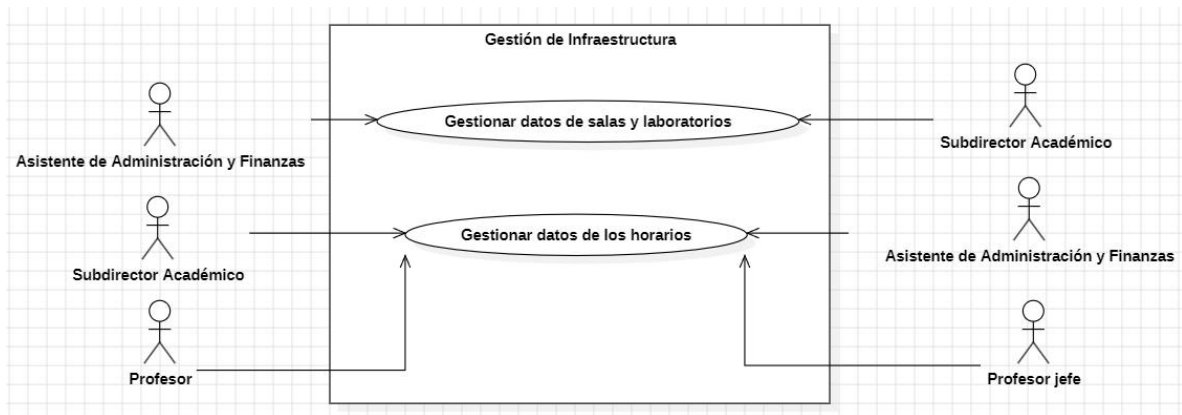 Gestión de Infraestructura
Asistente de Administración y Finanzas
Gestionar datos de salas y laboratorios
Subdirector Académico
Subdirector Académico
Gestionar datos de los horarios
Asistente de Administración y Finanzas
Profesor
Profesor jefe